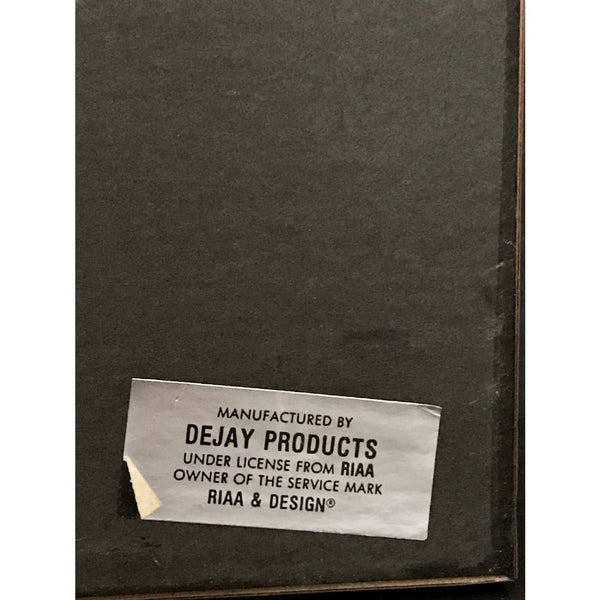 MANUFACTURED BY
DEJAY PRODUCTS
UNDER LICENSE FROM RIAA
OWNER OF THE SERVICE MARK
RIAA & DESIGN®